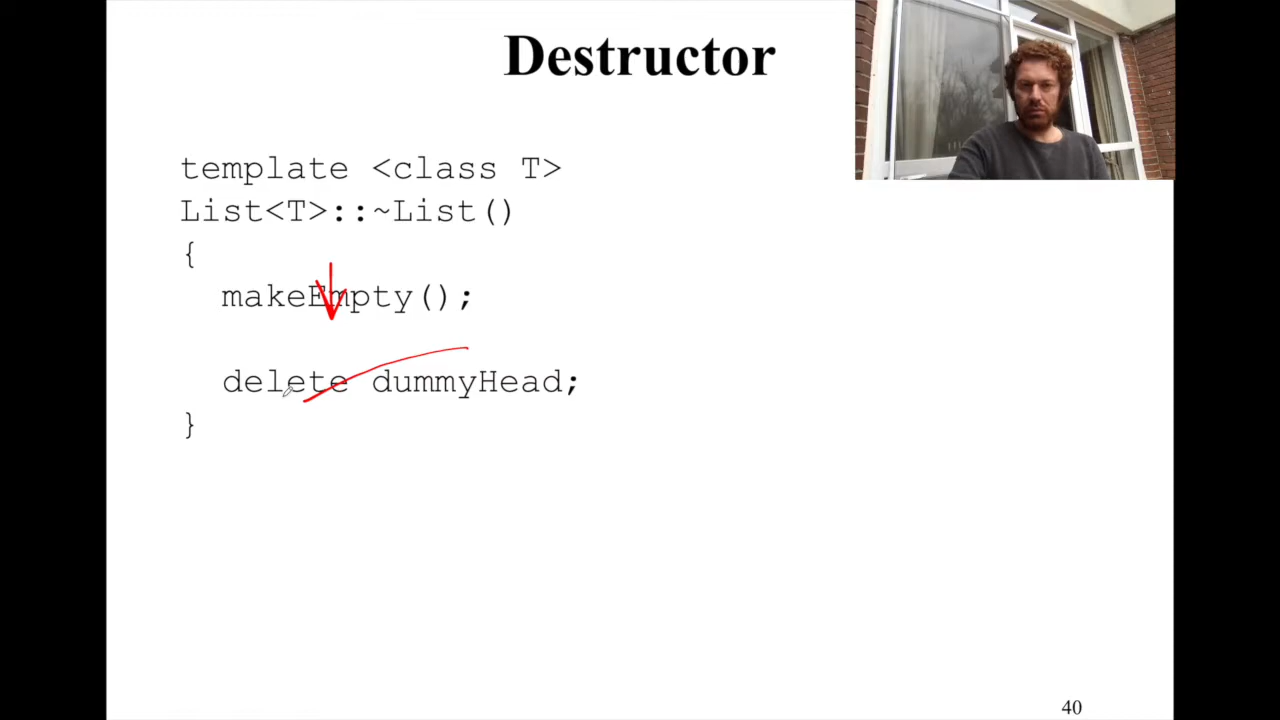 Destructor
template <class T>
List<T>::~List()
{
makeEmpty();
delete dummyHead;
}
40